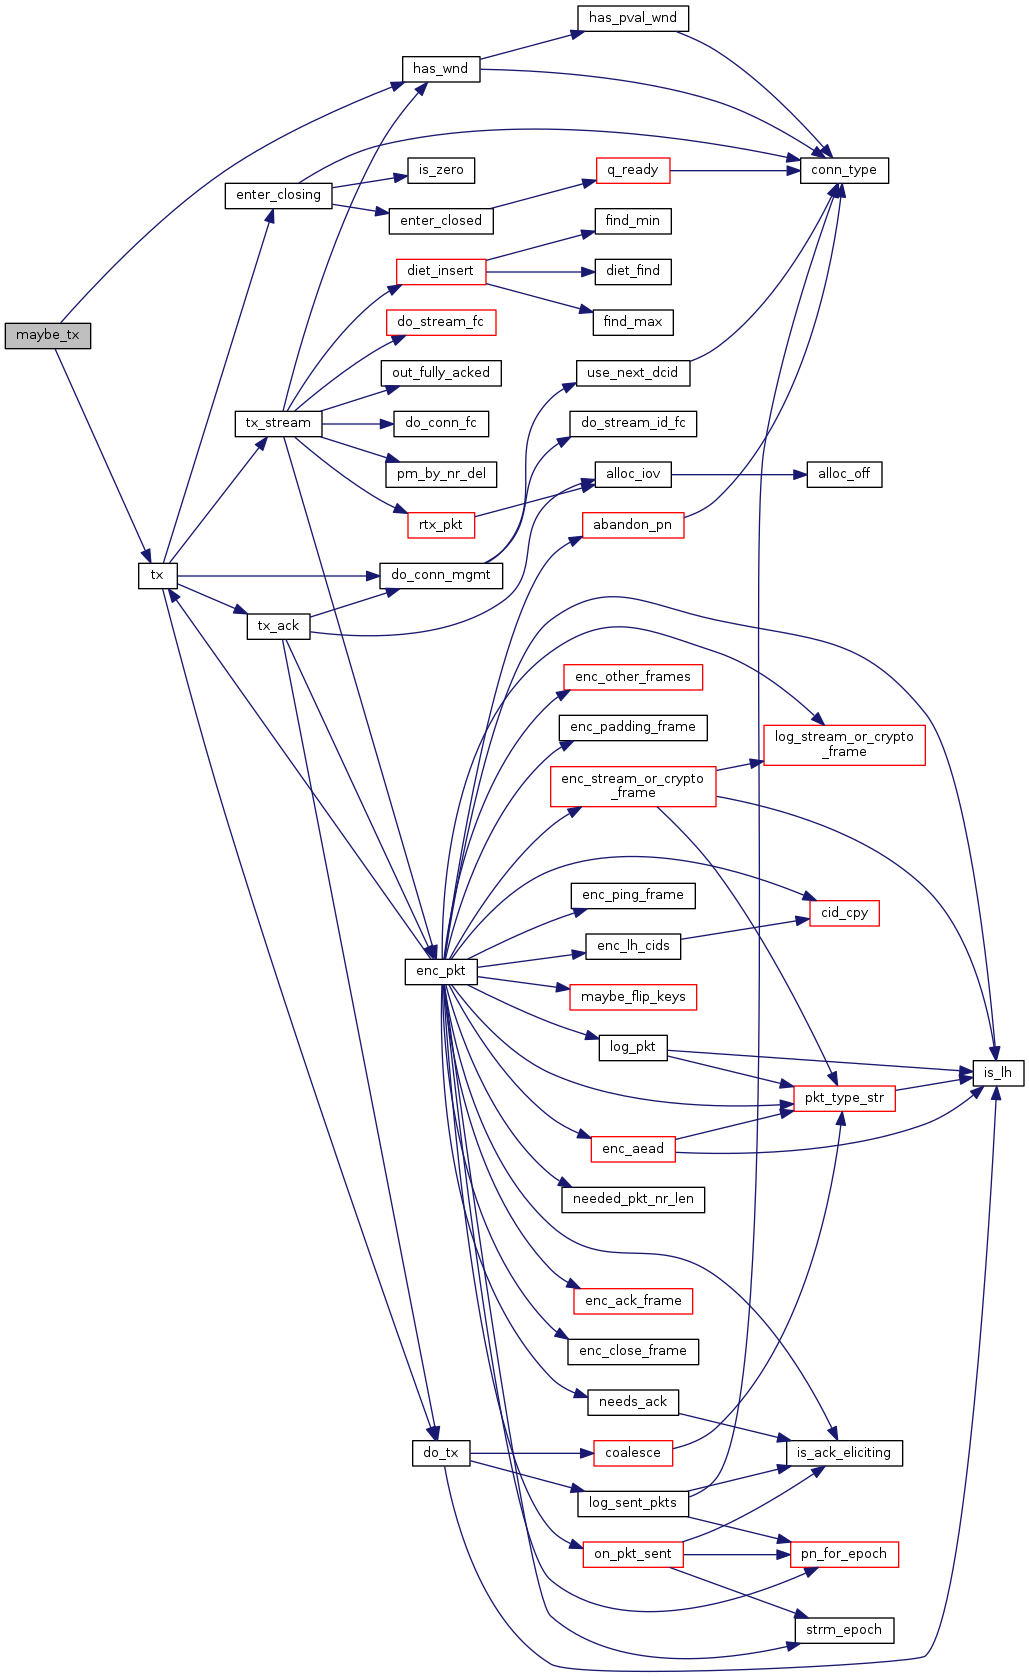 has_pval_wnd
has_wnd
conn_type
is_zero
q_ready
enter_closing
enter_closed
find_min
diet_insert
diet_find
do_stream_fc
find_max
maybe_tx
out_fully_acked
use_next_dcid
tx_stream
do_conn_fc
do_stream_id_fc
pm_by_nr_del
alloc_iov
alloc_off
rtx_pkt
abandon_pn
tx
do_conn_mgmt
tx_ack
enc_other_frames
enc_padding_frame
log_stream_or_crypto
_frame
enc_stream_or_crypto
_frame
enc_ping_frame
cid_cpy
enc_lh_cids
enc_pkt
maybe_flip_keys
log_pkt
is_lh
pkt_type_str
enc_aead
needed_pkt_nr_len
enc_ack_frame
enc_close_frame
needs_ack
do_tx
coalesce
is_ack_eliciting
log_sent_pkts
on_pkt_sent
pn_for_epoch
strm_epoch